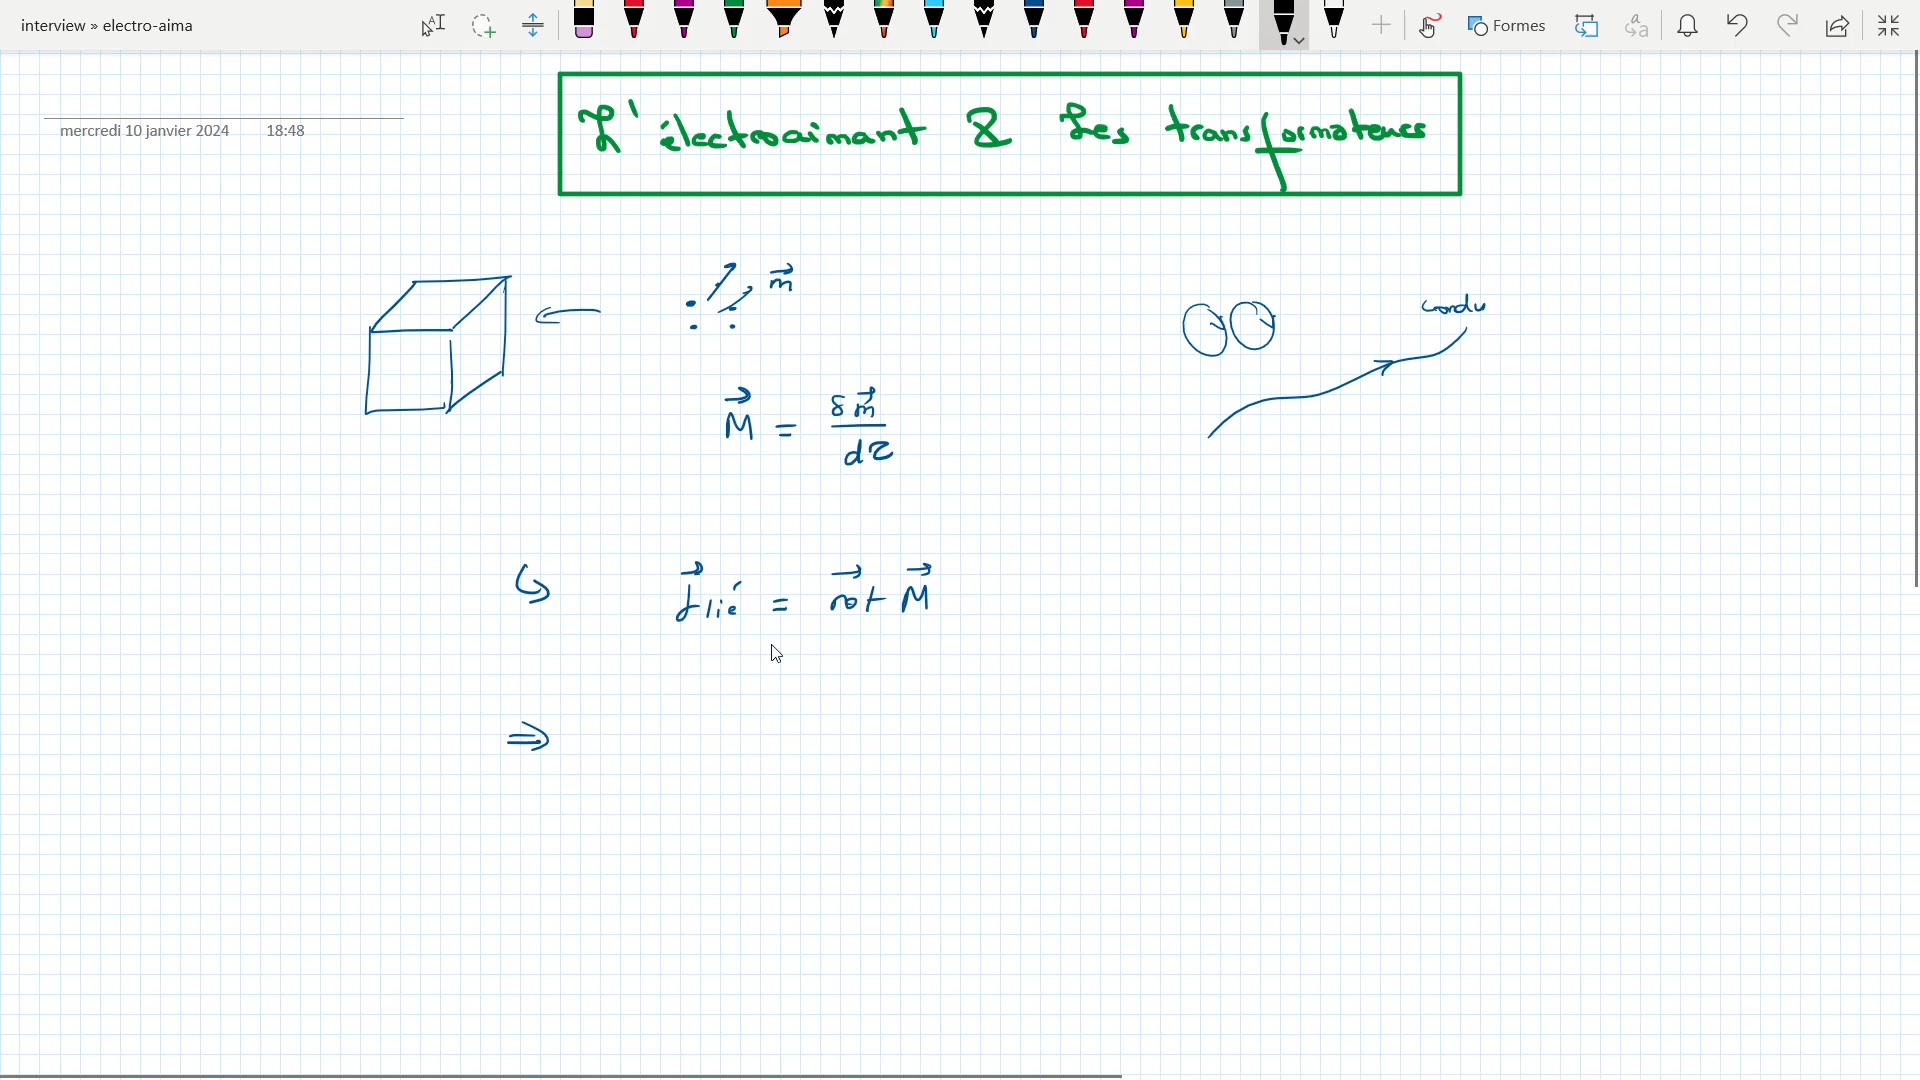 interview » electro-aima
Formes
L'électroaimant & Les transformateurs
mercredi 10 janvier 2024 18:48
m⃗
condu
M⃗ = δm⃗ / dτ
j⃗ lié = rot⃗ M⃗
⇒